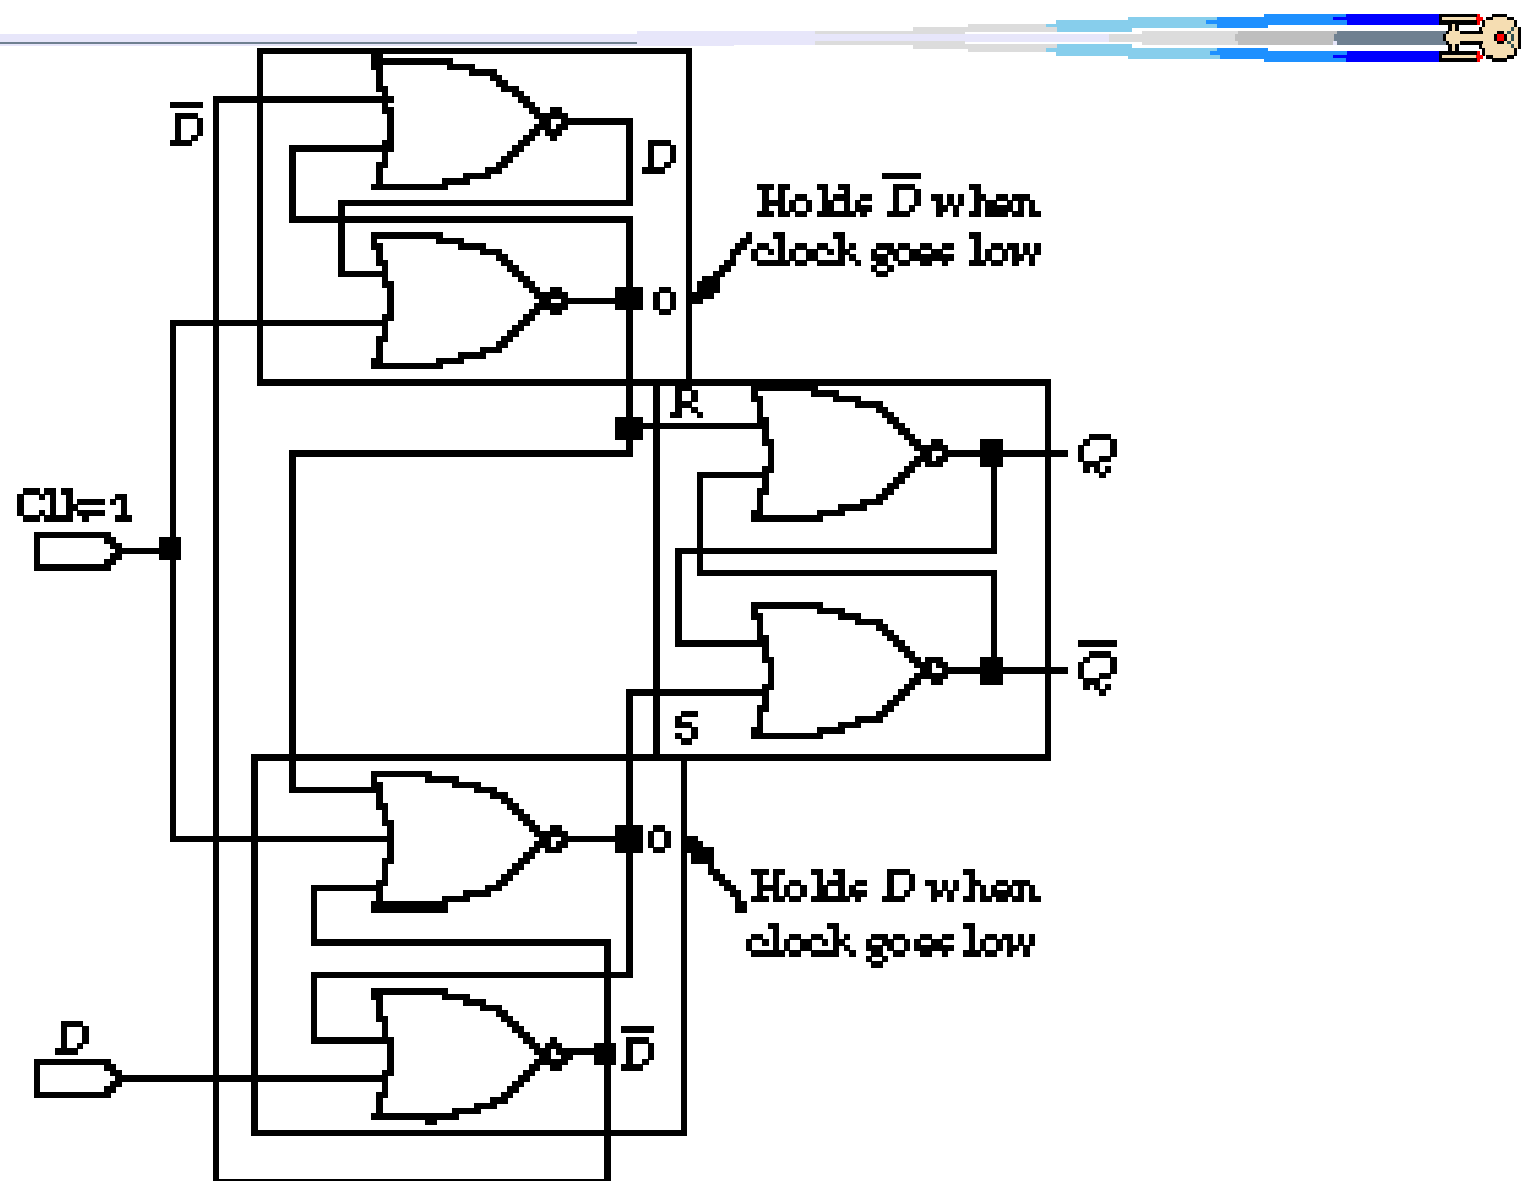 D̅
D
Holds D̅ when
clock goes low
0
R
Q
Clk=1
Q̅
S
0
Holds D when
clock goes low
D
D̅